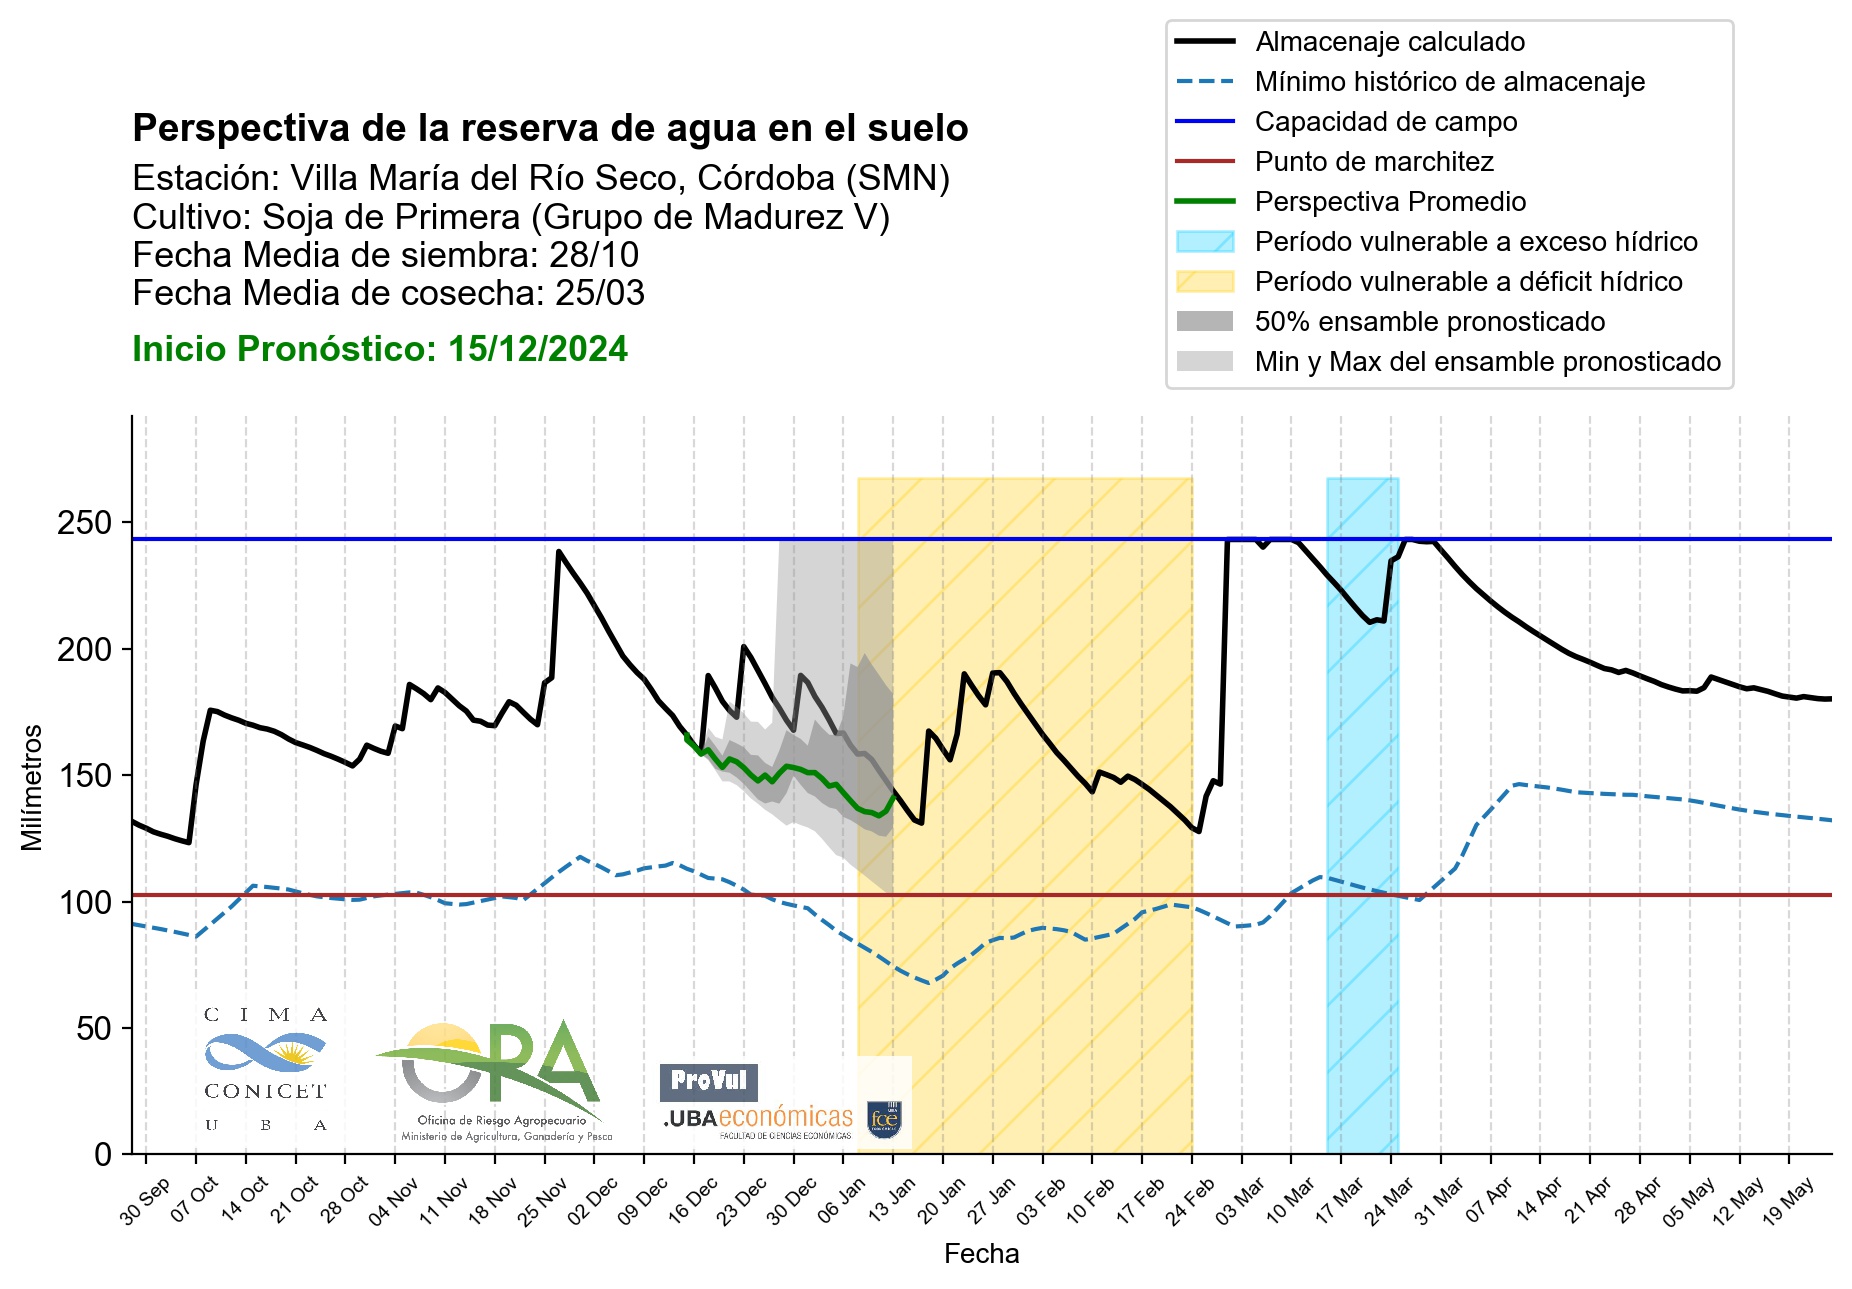 Almacenaje calculado
Mínimo histórico de almacenaje
Capacidad de campo
Punto de marchitez
Perspectiva Promedio
Período vulnerable a exceso hídrico
Período vulnerable a déficit hídrico
50% ensamble pronosticado
Min y Max del ensamble pronosticado
Perspectiva de la reserva de agua en el suelo
Estación: Villa María del Río Seco, Córdoba (SMN)
Cultivo: Soja de Primera (Grupo de Madurez V)
Fecha Media de siembra: 28/10
Fecha Media de cosecha: 25/03
Inicio Pronóstico: 15/12/2024
Milímetros
250
200
150
100
50
0
CIMA
CONICET
UBA
ORA
Oficina de Riesgo Agropecuario
Ministerio de Agricultura, Ganadería y Pesca
ProVul
.UBAeconómicas
FACULTAD DE CIENCIAS ECONÓMICAS
UBA
fce
ECONÓMICAS
30 Sep
07 Oct
14 Oct
21 Oct
28 Oct
04 Nov
11 Nov
18 Nov
25 Nov
02 Dec
09 Dec
16 Dec
23 Dec
30 Dec
06 Jan
13 Jan
20 Jan
27 Jan
03 Feb
10 Feb
17 Feb
24 Feb
03 Mar
10 Mar
17 Mar
24 Mar
31 Mar
07 Apr
14 Apr
21 Apr
28 Apr
05 May
12 May
19 May
Fecha